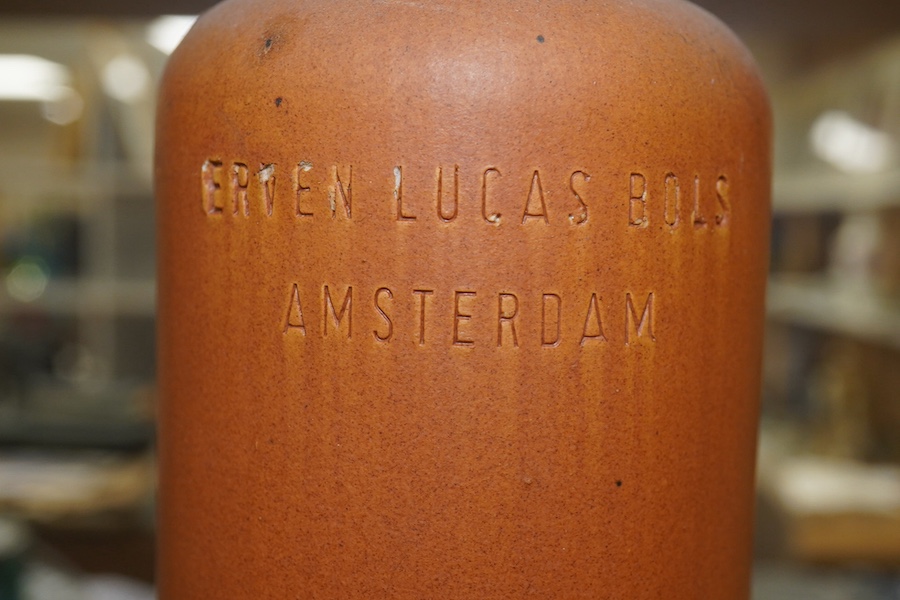 ERVEN LUCAS BOLS
AMSTERDAM